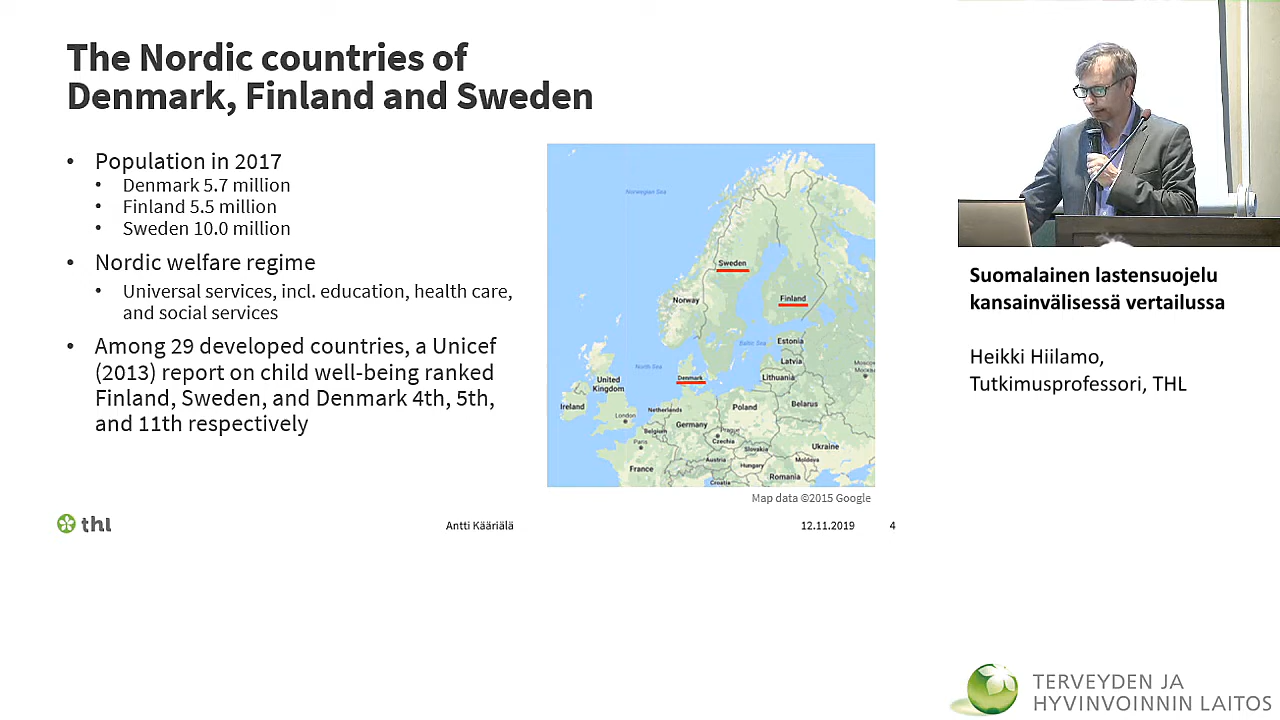 The Nordic countries of
Denmark, Finland and Sweden
• Population in 2017
• Denmark 5.7 million
• Finland 5.5 million
• Sweden 10.0 million
• Nordic welfare regime
• Universal services, incl. education, health care,
and social services
• Among 29 developed countries, a Unicef
(2013) report on child well-being ranked
Finland, Sweden, and Denmark 4th, 5th,
and 11th respectively
Norwegian Sea
Sweden
Finland
Norway
Estonia
Baltic Sea
Latvia
North Sea
Denmark
Lithuania
United
Kingdom
Ireland
London
Netherlands
Poland
Belarus
Germany
Belgium
Prague
Paris
Czechia
Ukraine
Slovakia
Austria
Hungary
Moldova
France
Romania
Croatia
Map data ©2015 Google
thl
Antti Kääriälä
12.11.2019
4
Suomalainen lastensuojelu
kansainvälisessä vertailussa
Heikki Hiilamo,
Tutkimusprofessori, THL
TERVEYDEN JA
HYVINVOINNIN LAITOS